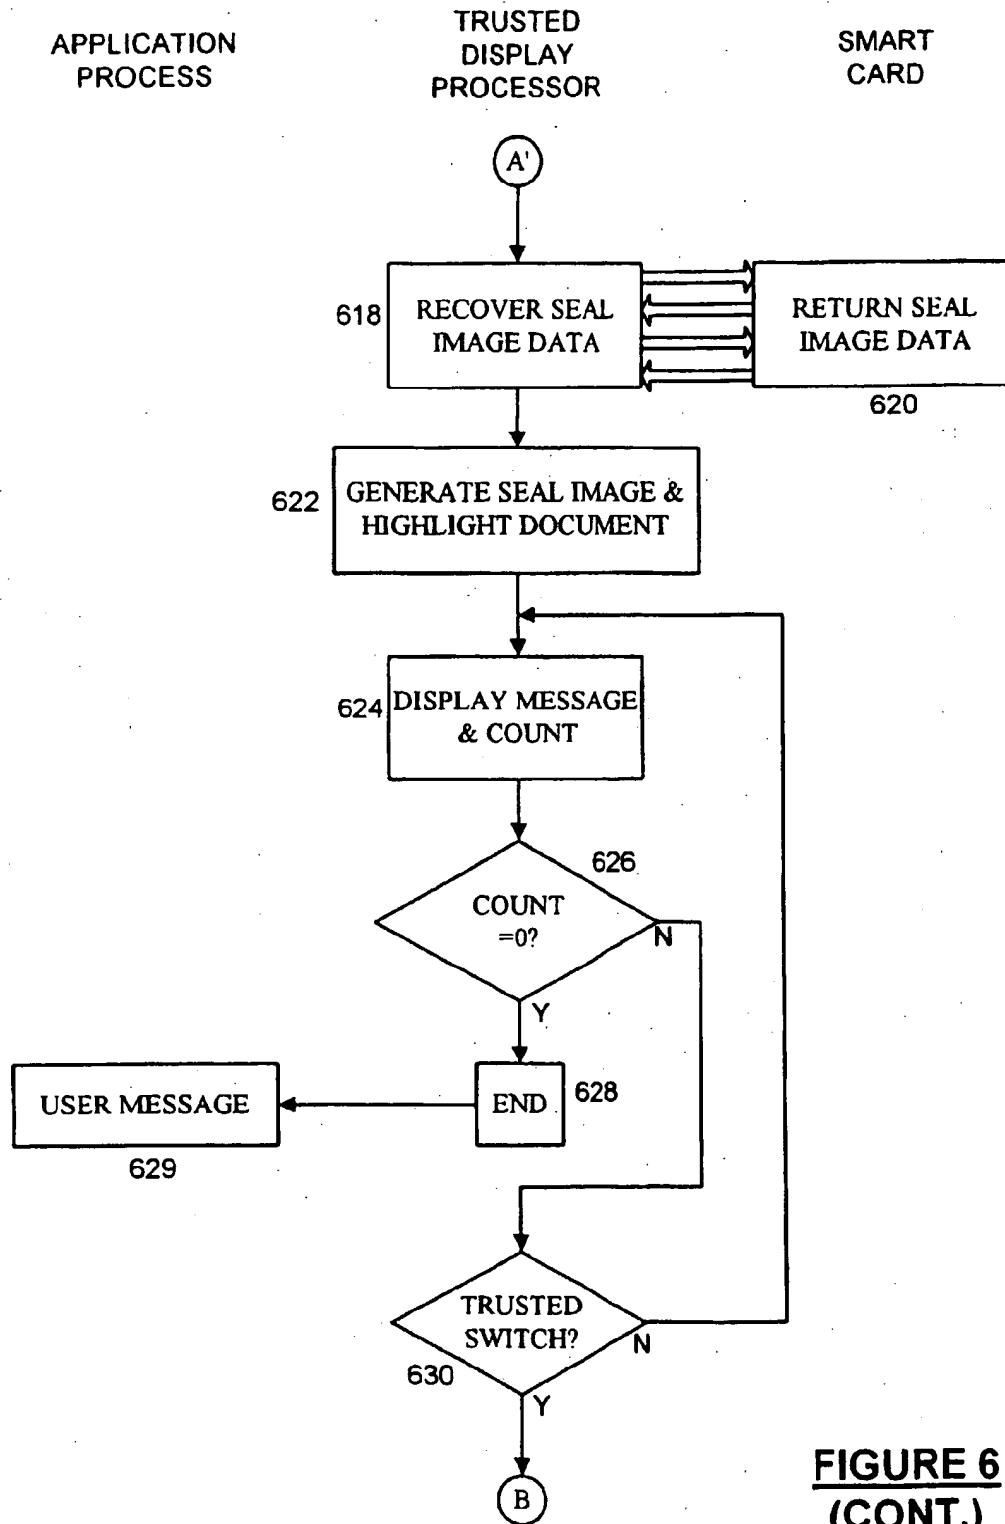 APPLICATION
PROCESS
TRUSTED
DISPLAY
PROCESSOR
SMART
CARD
A'
618
RECOVER SEAL
IMAGE DATA
RETURN SEAL
IMAGE DATA
620
622
GENERATE SEAL IMAGE &
HIGHLIGHT DOCUMENT
624
DISPLAY MESSAGE
& COUNT
626
COUNT
=0?
N
Y
USER MESSAGE
629
END
628
TRUSTED
SWITCH?
N
630
Y
B
FIGURE 6
(CONT.)